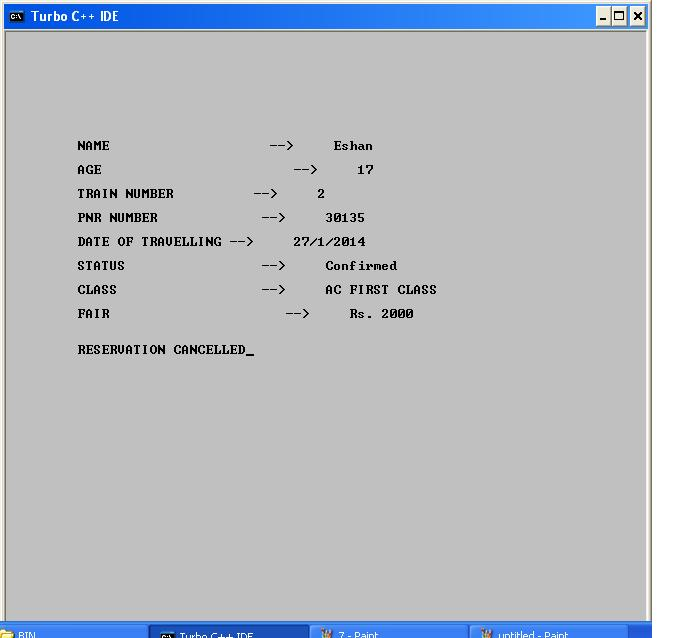 Turbo C++ IDE
NAME --> Eshan
AGE --> 17
TRAIN NUMBER --> 2
PNR NUMBER --> 30135
DATE OF TRAVELLING --> 27/1/2014
STATUS --> Confirmed
CLASS --> AC FIRST CLASS
FAIR --> Rs. 2000
RESERVATION CANCELLED_
BIN Turbo C++ IDE 7 - Paint untitled - Paint